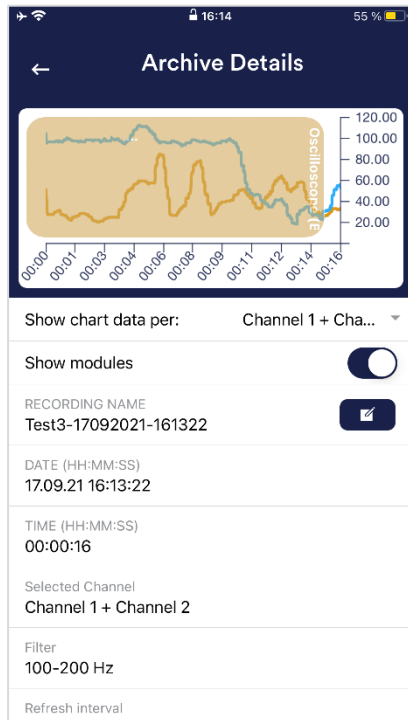 16:14
55 %
Archive Details
120.00
100.00
80.00
60.00
40.00
20.00
Oscilloscope (E
00:00
00:01
00:03
00:04
00:06
00:08
00:09
00:11
00:12
00:14
00:16
Show chart data per:
Channel 1 + Cha...
Show modules
RECORDING NAME
Test3-17092021-161322
DATE (HH:MM:SS)
17.09.21 16:13:22
TIME (HH:MM:SS)
00:00:16
Selected Channel
Channel 1 + Channel 2
Filter
100-200 Hz
Refresh interval